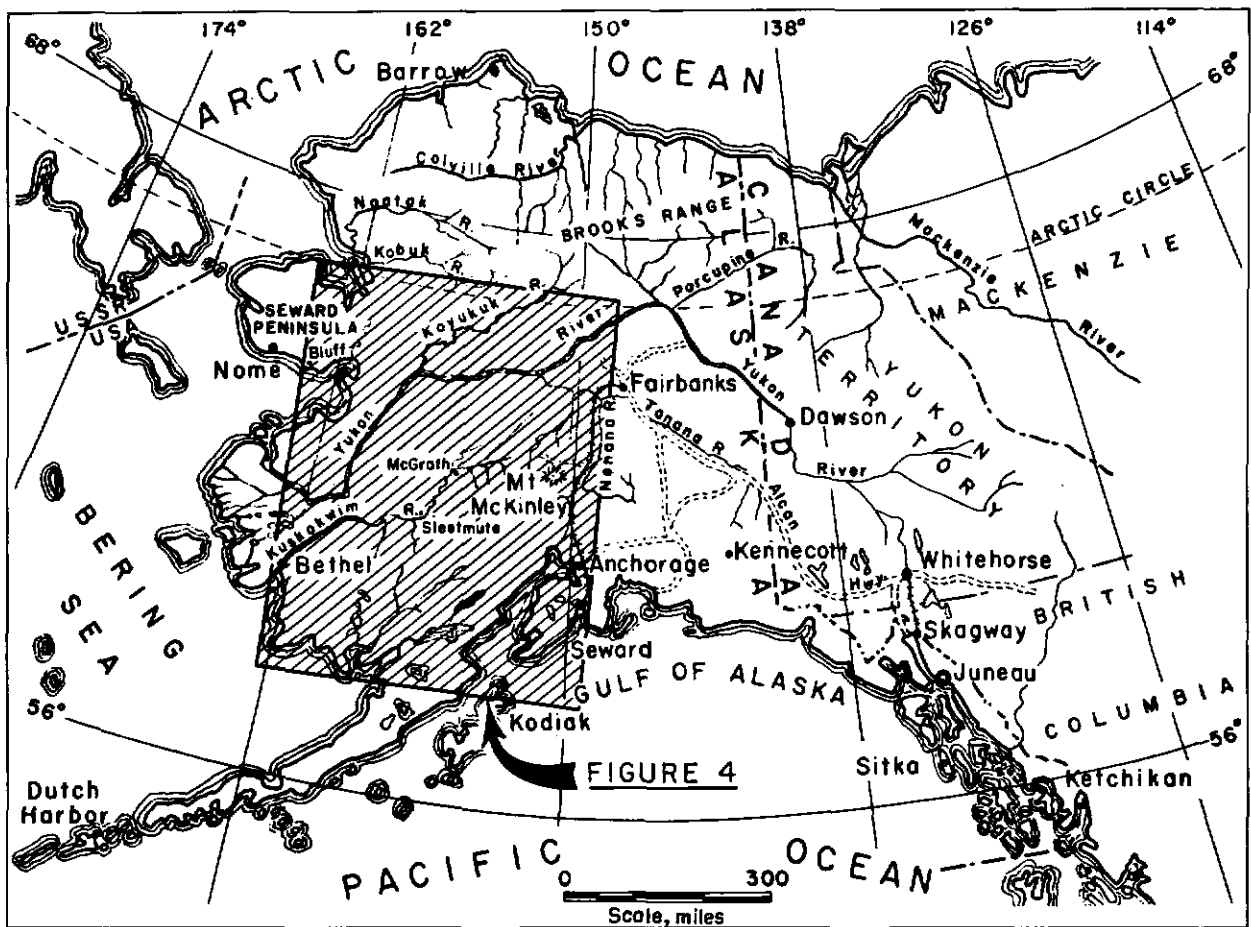 174° 162° 150° 138° 126° 114°
68°
ARCTIC OCEAN
Barrow
68°
Colville River
Noatak R.
BROOKS RANGE
ARCTIC CIRCLE
Kobuk R.
Porcupine R.
Mackenzie River
MACKENZIE
USSR
USA
SEWARD
PENINSULA
Koyukuk R.
ALASKA
CANADA
Nome
Bluff
Yukon River
Yukon
Fairbanks
YUKON
TERRITORY
Nenana R.
Tanana R.
Dawson
River
McGrath
Mt
McKinley
Alcan
Hwy
Kuskokwim R.
Sleetmute
Bethel
Anchorage
Kennecott
Whitehorse
BERING
SEA
BRITISH
COLUMBIA
Skagway
Seward
GULF OF ALASKA
Juneau
56°
Kodiak
56°
FIGURE 4
Sitka
Ketchikan
Dutch
Harbor
PACIFIC OCEAN
0 300
Scale, miles